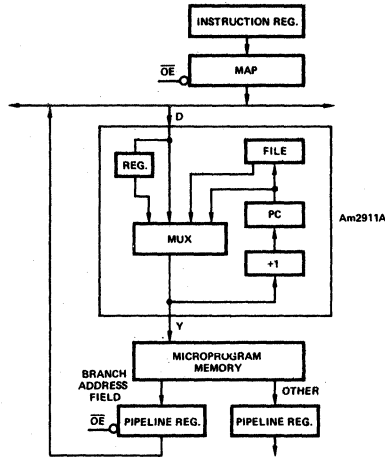 INSTRUCTION REG.
OE
MAP
D
FILE
REG.
PC
Am2911A
MUX
+1
Y
MICROPROGRAM
MEMORY
BRANCH
ADDRESS
FIELD
OTHER
OE
PIPELINE REG.
PIPELINE REG.